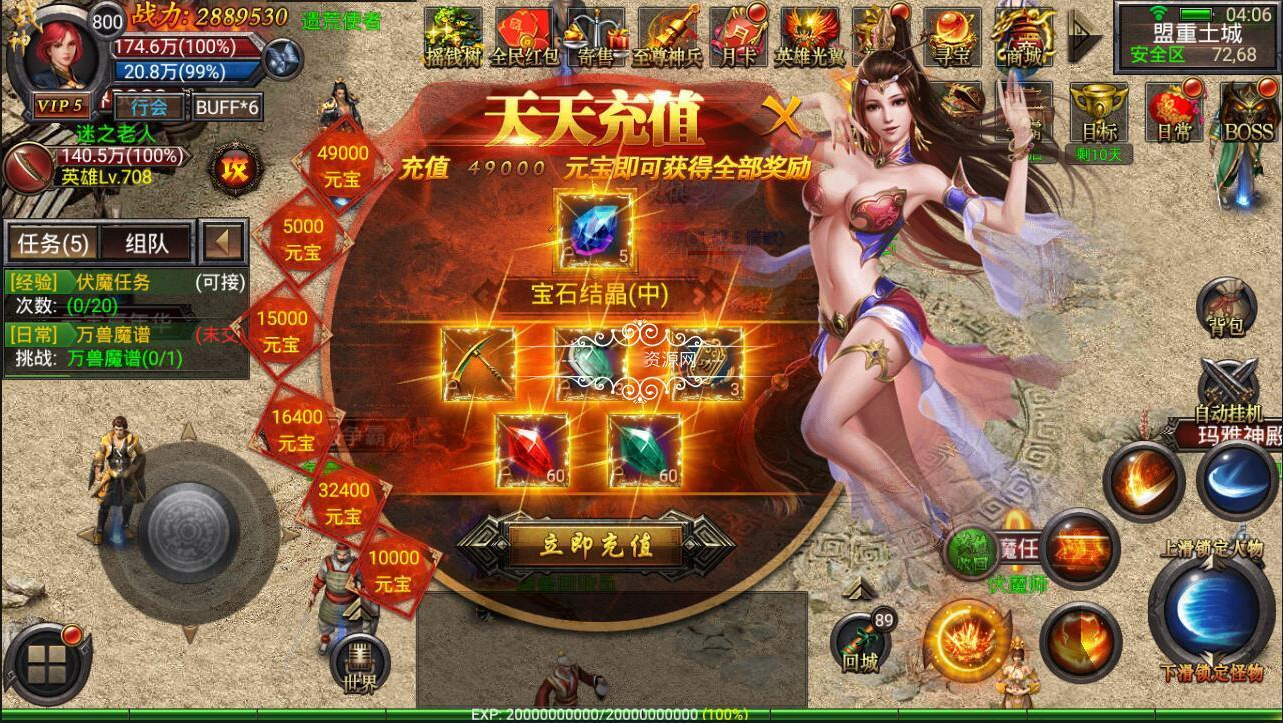 战神
800
战力: 2889530
174.6万(100%)
20.8万(99%)
VIP 5
行会
BUFF*6
遗荒使者
迷之老人
140.5万(100%)
英雄Lv.708
攻
摇钱树
全民红包
寄售
至尊神兵
月卡
英雄光翼
寻宝
商城
04:06
盟重土城
安全区
72,68
目标
剩10天
日常
BOSS
任务(5)
组队
[经验]
伏魔任务
(可接)
次数:
(0/20)
[日常]
万兽魔谱
挑战:
万兽魔谱(0/1)
天天充值
充值 49000 元宝即可获得全部奖励
49000
元宝
5000
元宝
15000
元宝
16400
元宝
32400
元宝
10000
元宝
5
宝石结晶(中)
资源网
3
60
60
立即充值
背包
自动挂机
玛雅神殿
魔任
收回
伏魔师
上滑锁定人物
下滑锁定怪物
89
回城
世界
EXP: 20000000000/20000000000 (100%)